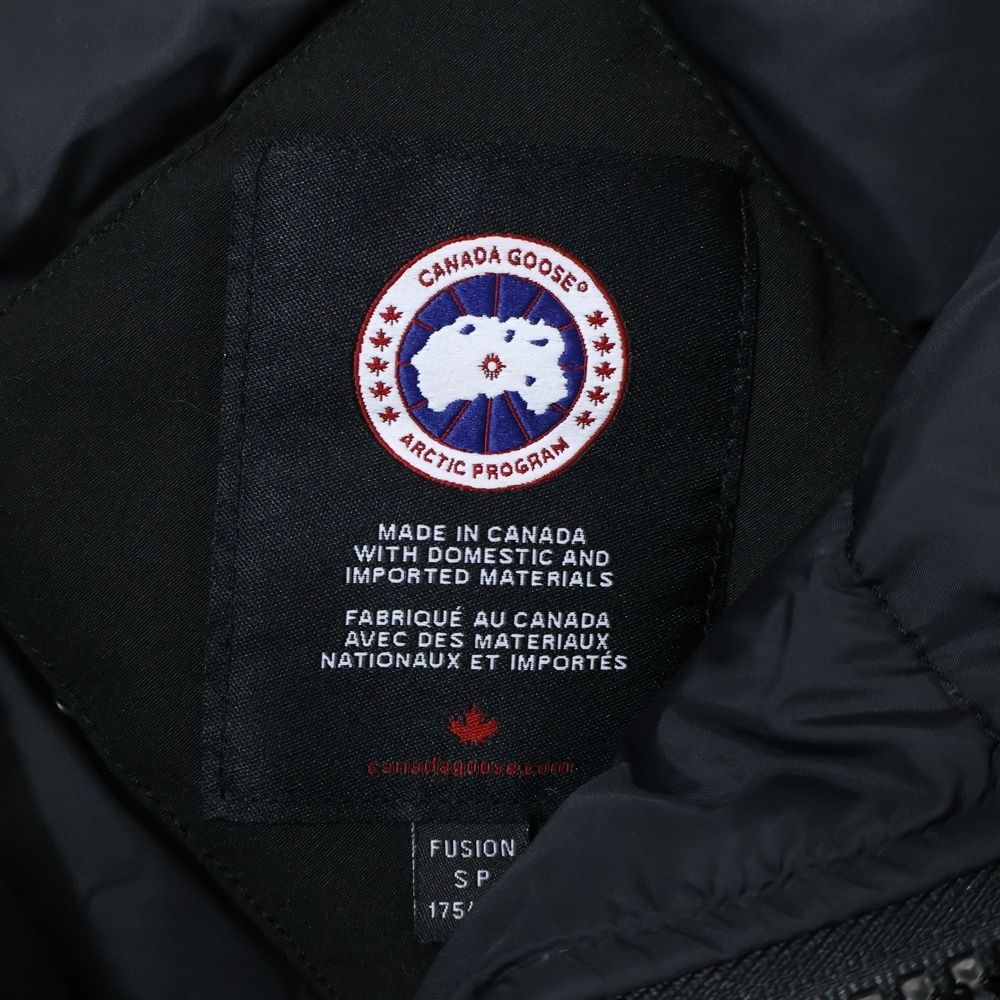 CANADA GOOSE®
ARCTIC PROGRAM
MADE IN CANADA
WITH DOMESTIC AND
IMPORTED MATERIALS
FABRIQUÉ AU CANADA
AVEC DES MATERIAUX
NATIONAUX ET IMPORTÉS
canadagoose.com
FUSION
S P
175/